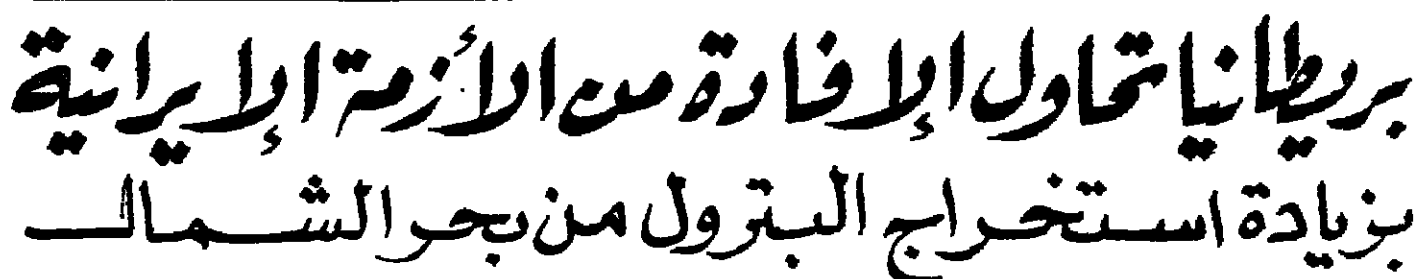 بريطانيا تحاول الإفادة من الأزمة الإيرانية
بزيادة استخراج البترول من بحر الشمال